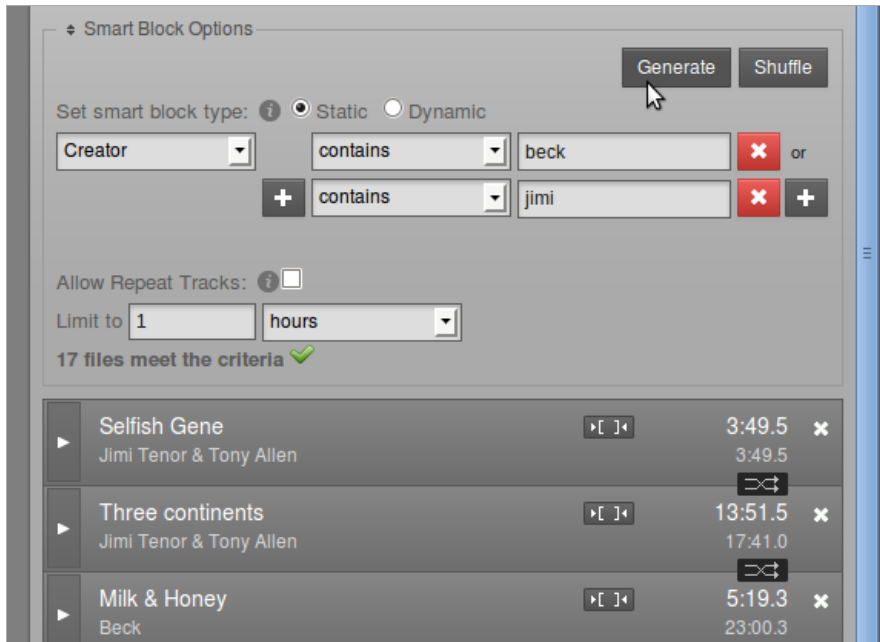 Smart Block Options
Generate Shuffle
Set smart block type: i Static Dynamic
Creator contains beck or
contains jimi
Allow Repeat Tracks: i
Limit to 1 hours
17 files meet the criteria
Selfish Gene 3:49.5
Jimi Tenor & Tony Allen 3:49.5
Three continents 13:51.5
Jimi Tenor & Tony Allen 17:41.0
Milk & Honey 5:19.3
Beck 23:00.3